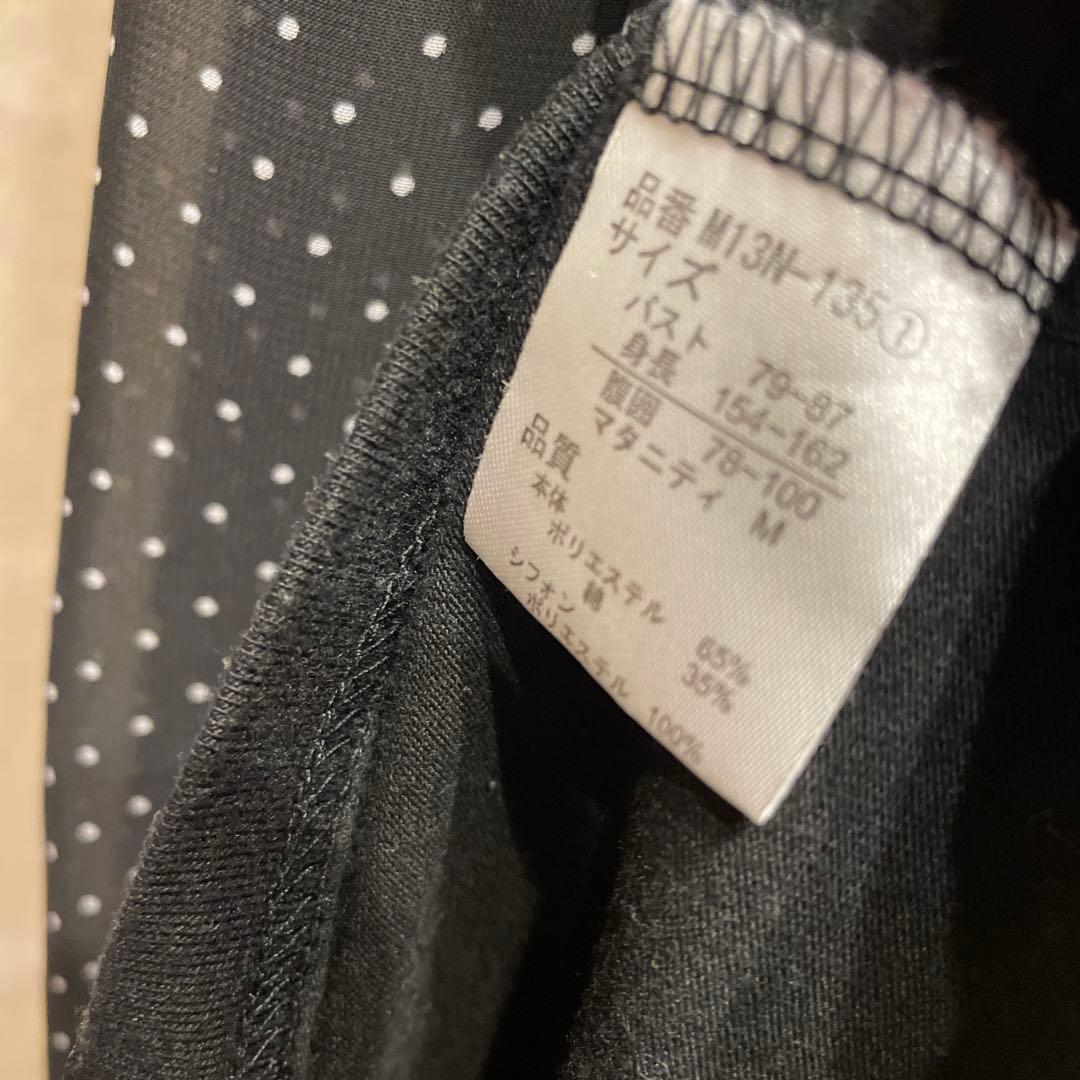 品番 M13N-135①
サイズ
バスト 79~87
身長 154-162
腹囲 78-100
マタニティ M
品質
本体
ポリエステル 65%
綿 35%
シフォン
ポリエステル 100%